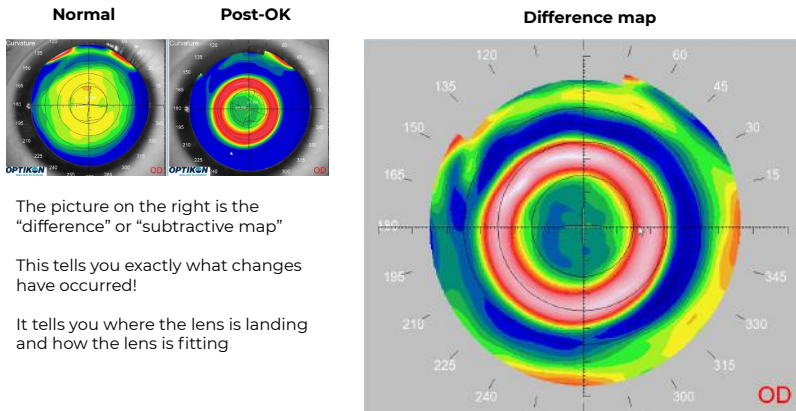 Normal
Post-OK
Difference map
Curvature
Curvature
OPTIKON
OD
OPTIKON
OD
The picture on the right is the
“difference” or “subtractive map”
This tells you exactly what changes
have occurred!
It tells you where the lens is landing
and how the lens is fitting
120
60
135
45
150
30
165
15
180
195
345
210
330
225
315
240
300
OD